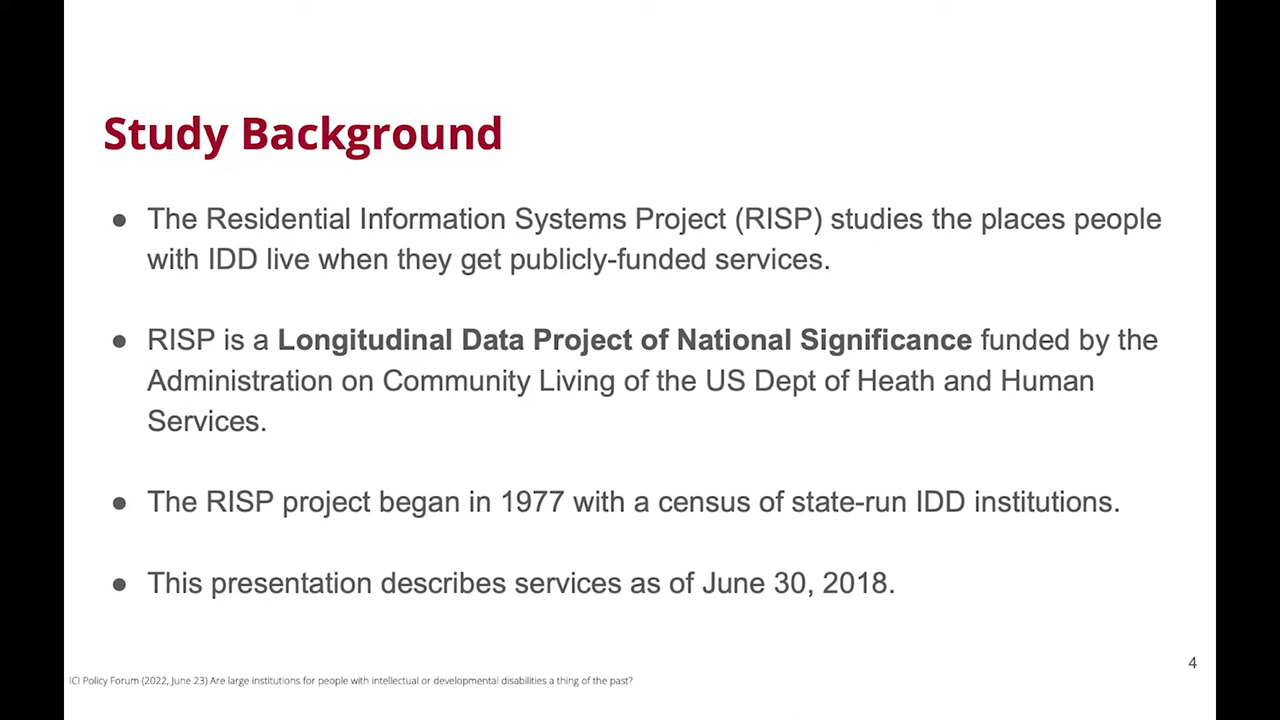 Study Background
● The Residential Information Systems Project (RISP) studies the places people
with IDD live when they get publicly-funded services.
● RISP is a Longitudinal Data Project of National Significance funded by the
Administration on Community Living of the US Dept of Heath and Human
Services.
● The RISP project began in 1977 with a census of state-run IDD institutions.
● This presentation describes services as of June 30, 2018.
4
ICI Policy Forum (2022, June 23) Are large institutions for people with intellectual or developmental disabilities a thing of the past?